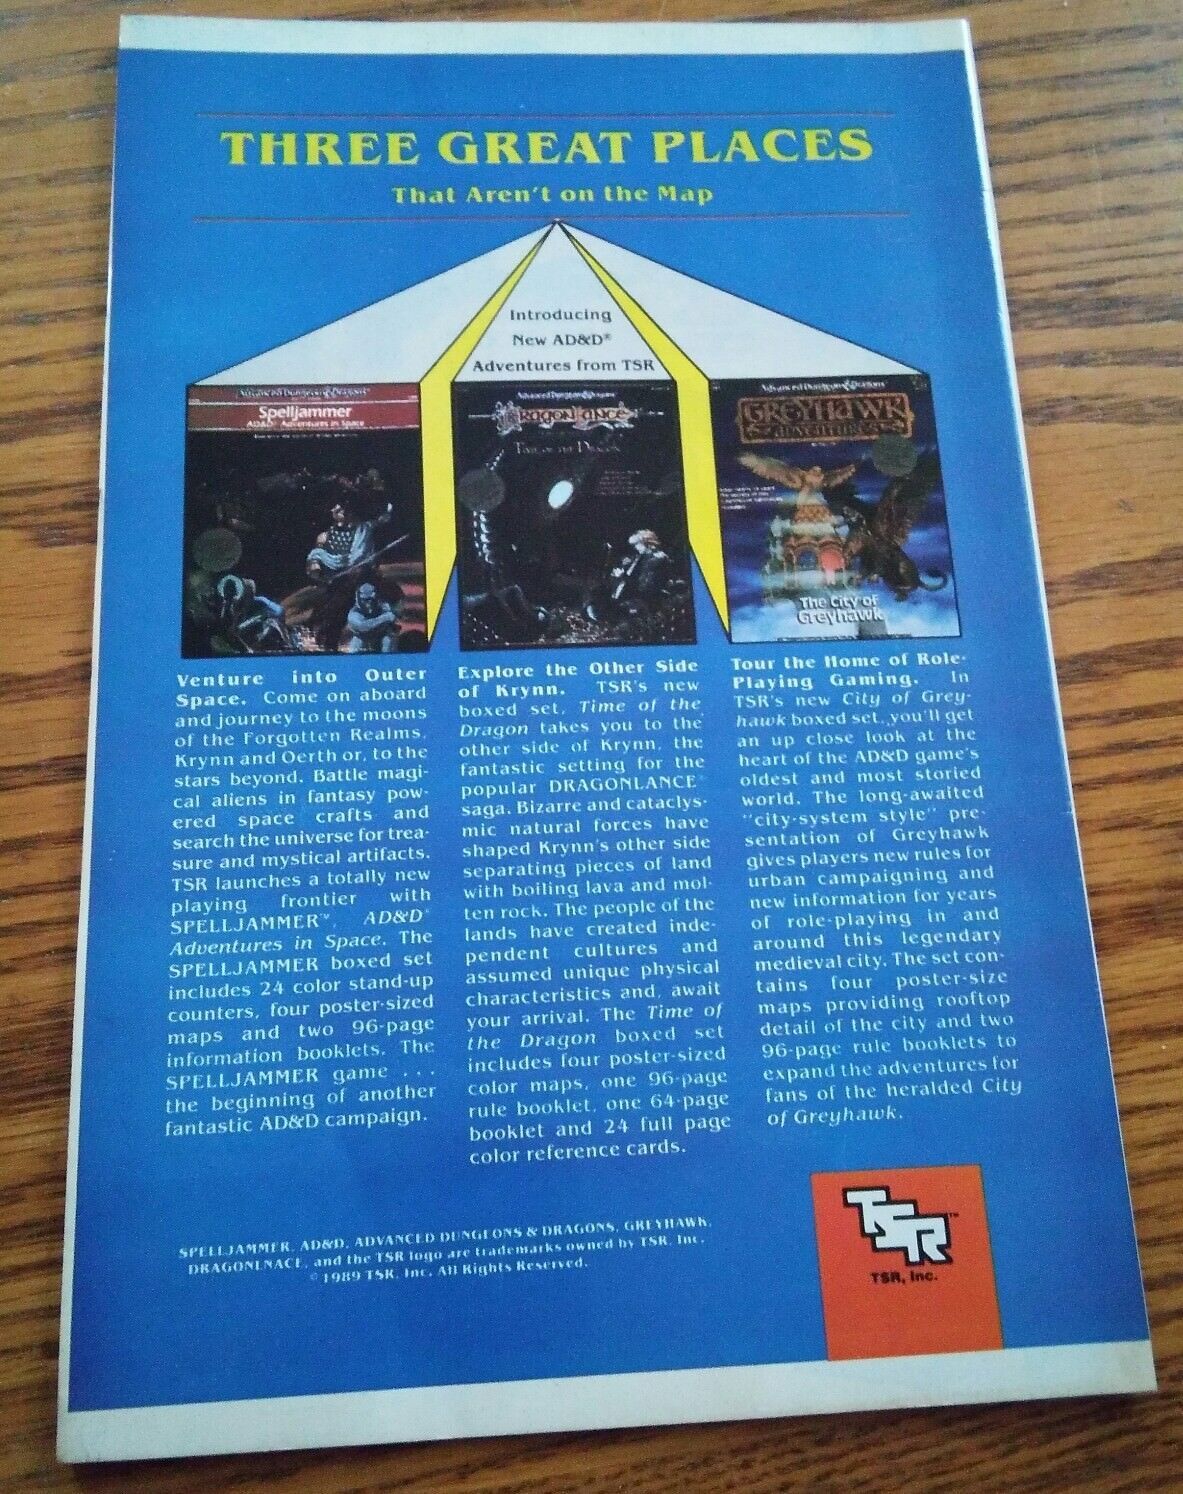 THREE GREAT PLACES
That Aren't on the Map
Introducing
New AD&D®
Adventures from TSR
Advanced Dungeons & Dragons
Spelljammer
AD&D® Adventures in Space
Advanced Dungeons & Dragons
DragonLance
Time of the Dragon
Advanced Dungeons & Dragons
GREYHAWK
ADVENTURES
The City of
Greyhawk
Venture into Outer
Space. Come on aboard
and journey to the moons
of the Forgotten Realms,
Krynn and Oerth or, to the
stars beyond. Battle magi-
cal aliens in fantasy pow-
ered space crafts and
search the universe for trea-
sure and mystical artifacts.
TSR launches a totally new
playing frontier with
SPELLJAMMER™, AD&D®
Adventures in Space. The
SPELLJAMMER boxed set
includes 24 color stand-up
counters, four poster-sized
maps and two 96-page
information booklets. The
SPELLJAMMER game . . .
the beginning of another
fantastic AD&D campaign.
Explore the Other Side
of Krynn. TSR's new
boxed set, Time of the
Dragon takes you to the
other side of Krynn, the
fantastic setting for the
popular DRAGONLANCE®
saga. Bizarre and cataclys-
mic natural forces have
shaped Krynn's other side
separating pieces of land
with boiling lava and mol-
ten rock. The people of the
lands have created inde-
pendent cultures and
assumed unique physical
characteristics and, await
your arrival. The Time of
the Dragon boxed set
includes four poster-sized
color maps, one 96-page
rule booklet, one 64-page
booklet and 24 full page
color reference cards.
Tour the Home of Role-
Playing Gaming. In
TSR's new City of Grey-
hawk boxed set, you'll get
an up close look at the
heart of the AD&D game's
oldest and most storied
world. The long-awaited
"city-system style" pre-
sentation of Greyhawk
gives players new rules for
urban campaigning and
new information for years
of role-playing in and
around this legendary
medieval city. The set con-
tains four poster-size
maps providing rooftop
detail of the city and two
96-page rule booklets to
expand the adventures for
fans of the heralded City
of Greyhawk.
SPELLJAMMER, AD&D, ADVANCED DUNGEONS & DRAGONS, GREYHAWK,
DRAGONLNACE, and the TSR logo are trademarks owned by TSR, Inc.
©1989 TSR, Inc. All Rights Reserved.
TSR™
TSR, Inc.